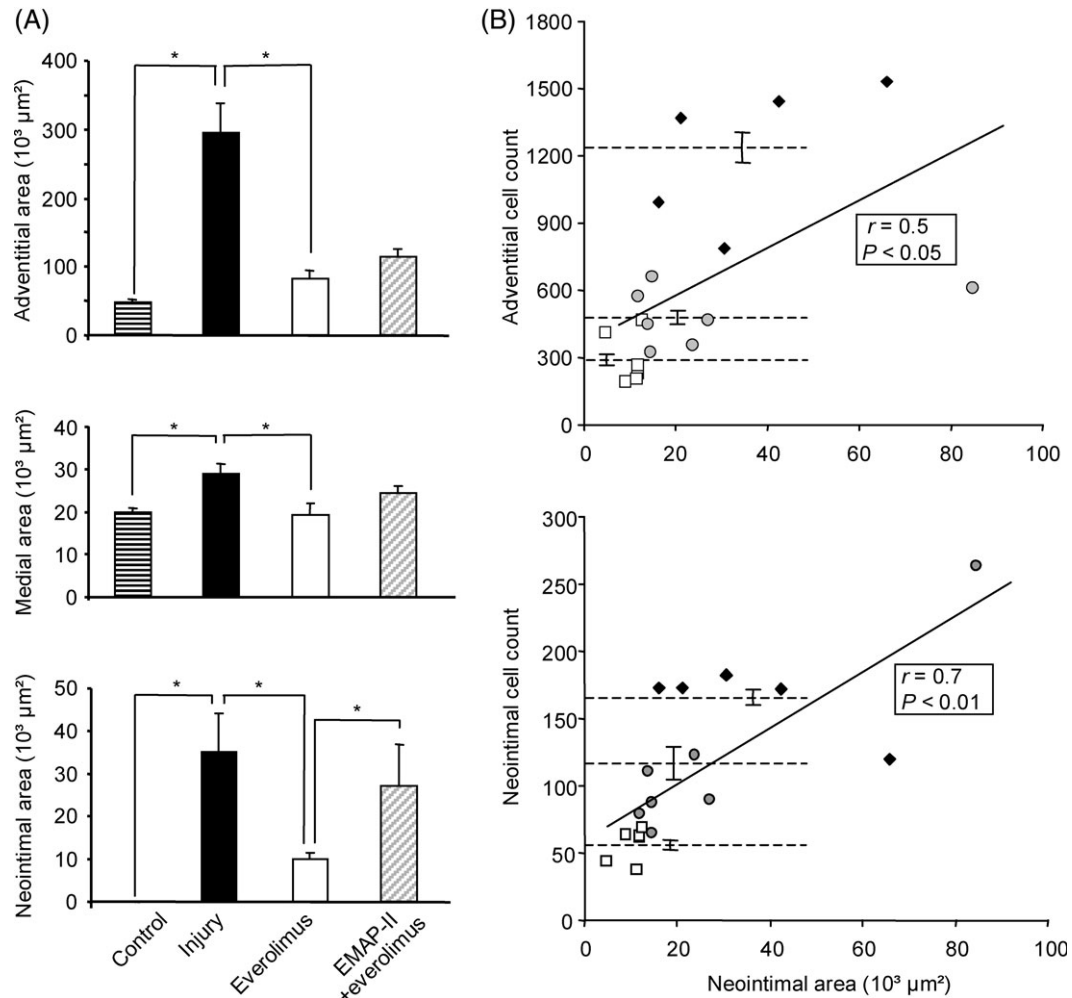 (A)
Adventitial area (10³ µm²)
400
300
200
100
0
*
*
Medial area (10³ µm²)
40
30
20
10
0
*
*
Neointimal area (10³ µm²)
50
40
30
20
10
0
*
*
*
Control
Injury
Everolimus
EMAP-II
+everolimus
(B)
Adventitial cell count
1800
1500
1200
900
600
300
0
r = 0.5
P < 0.05
20
40
60
80
100
Neointimal cell count
300
250
200
150
100
50
0
r = 0.7
P < 0.01
0
20
40
60
80
100
Neointimal area (10³ µm²)